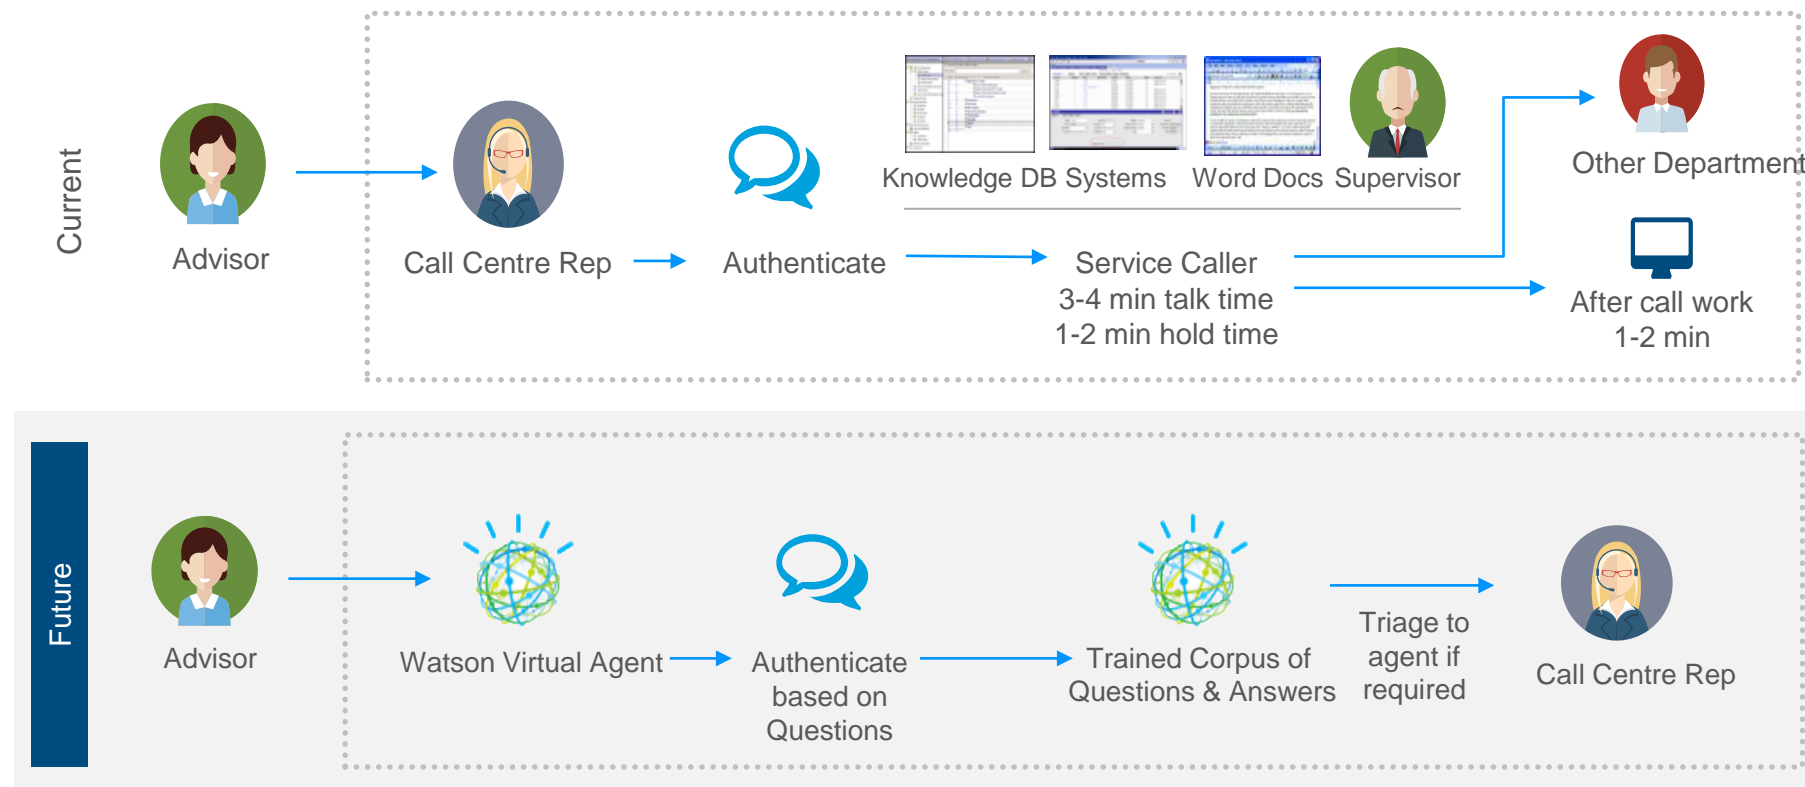 Current
Advisor
Call Centre Rep
Authenticate
Knowledge DB Systems
Word Docs
Supervisor
Service Caller
3-4 min talk time
1-2 min hold time
Other Department
After call work
1-2 min
Future
Advisor
Watson Virtual Agent
Authenticate
based on
Questions
Trained Corpus of
Questions & Answers
Triage to
agent if
required
Call Centre Rep